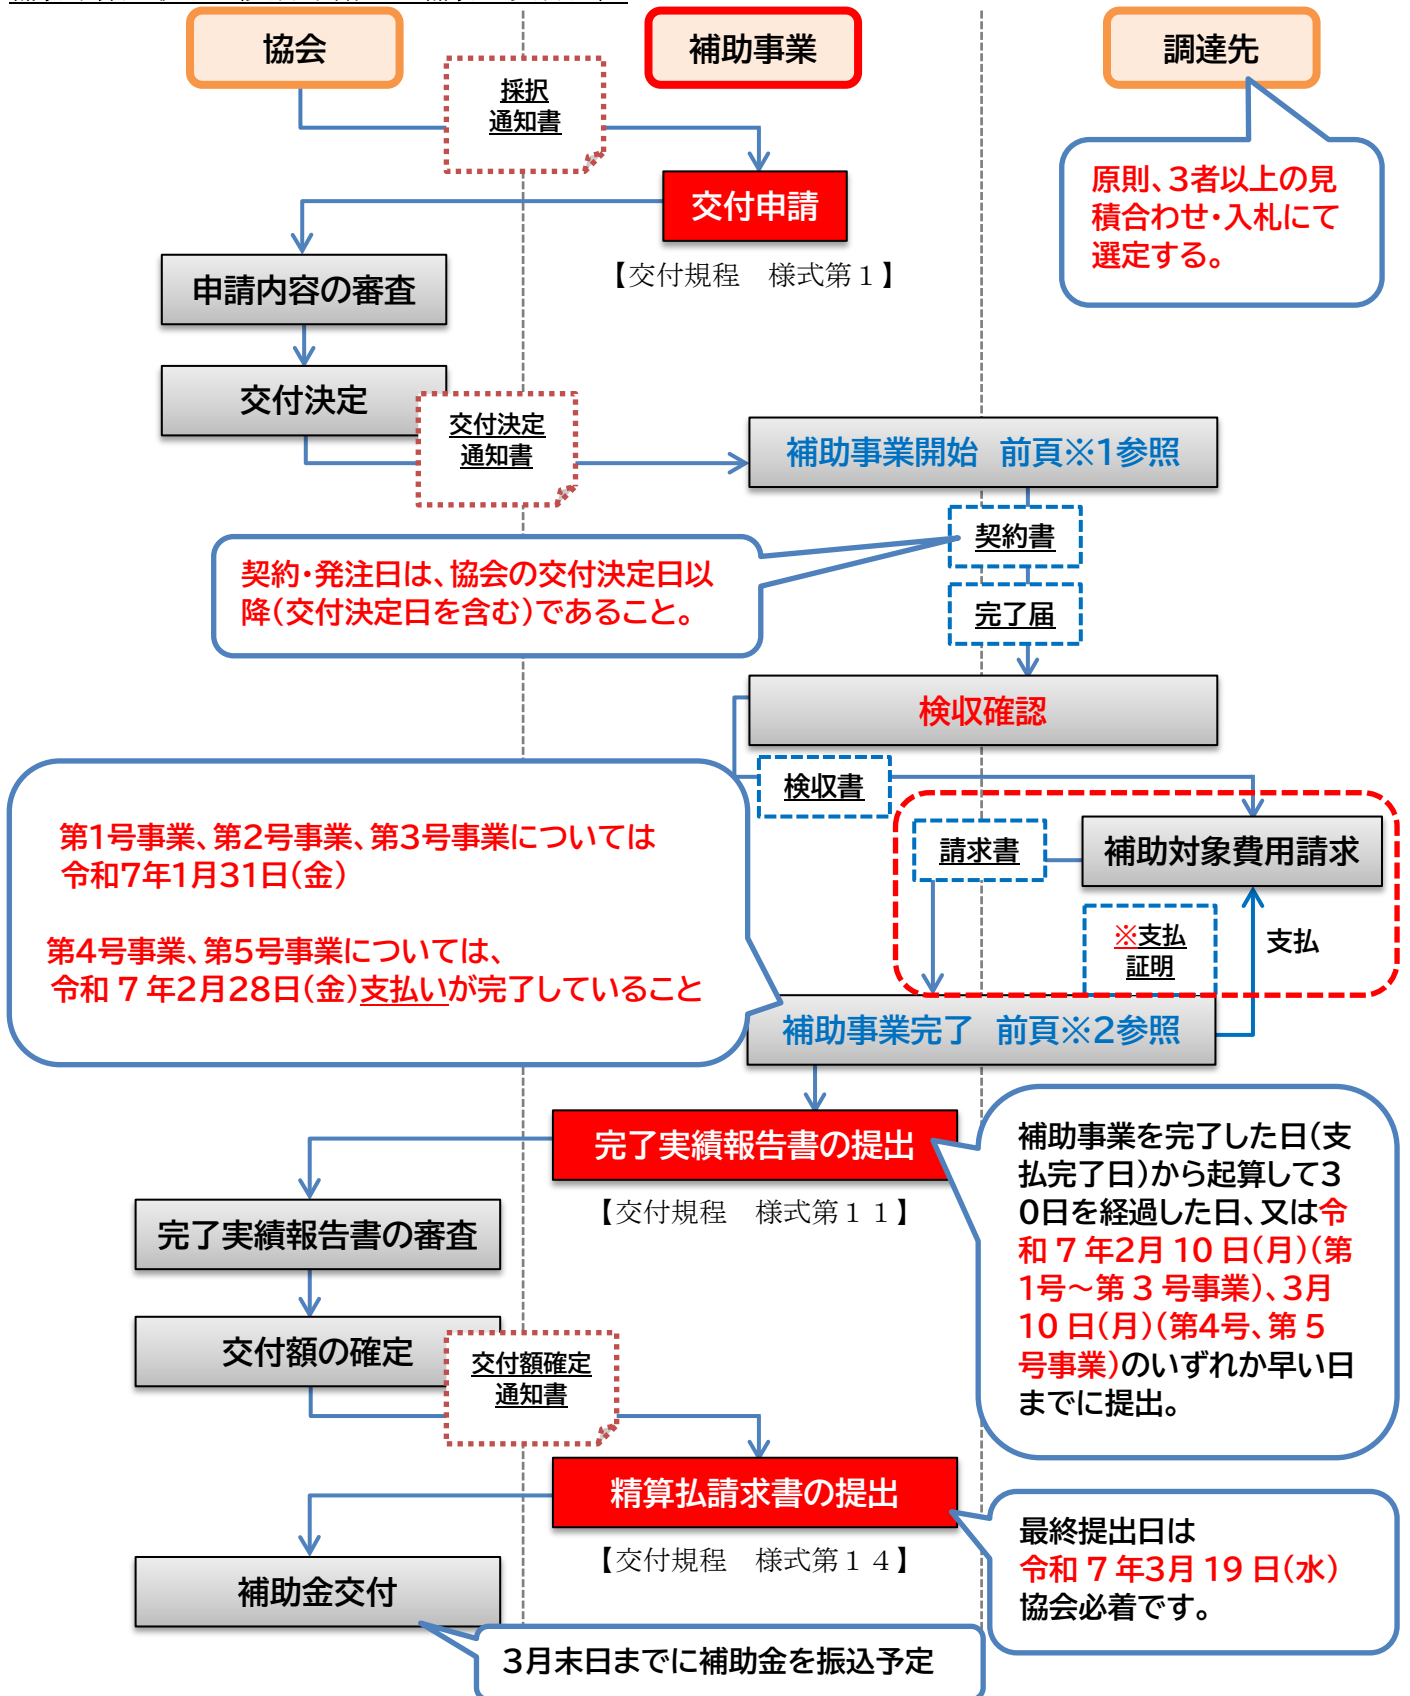 協会
補助事業
調達先
採択
通知書
原則、3者以上の見
積合わせ・入札にて
選定する。
交付申請
【交付規程　様式第１】
申請内容の審査
交付決定
交付決定
通知書
補助事業開始　前頁※1参照
契約書
契約・発注日は、協会の交付決定日以
降(交付決定日を含む)であること。
完了届
検収確認
検収書
第1号事業、第2号事業、第3号事業については
令和7年1月31日(金)
第4号事業、第5号事業については、
令和 7 年2月28日(金)支払いが完了していること
請求書
補助対象費用請求
※支払
証明
支払
補助事業完了　前頁※2参照
完了実績報告書の提出
【交付規程　様式第１１】
補助事業を完了した日(支
払完了日)から起算して3
0日を経過した日、又は令
和 7 年2月 10 日(月)(第
1号～第 3 号事業)、3月
10 日(月)(第4号、第 5
号事業)のいずれか早い日
までに提出。
完了実績報告書の審査
交付額の確定
交付額確定
通知書
精算払請求書の提出
【交付規程　様式第１４】
最終提出日は
令和 7 年3月 19 日(水)
協会必着です。
補助金交付
3月末日までに補助金を振込予定